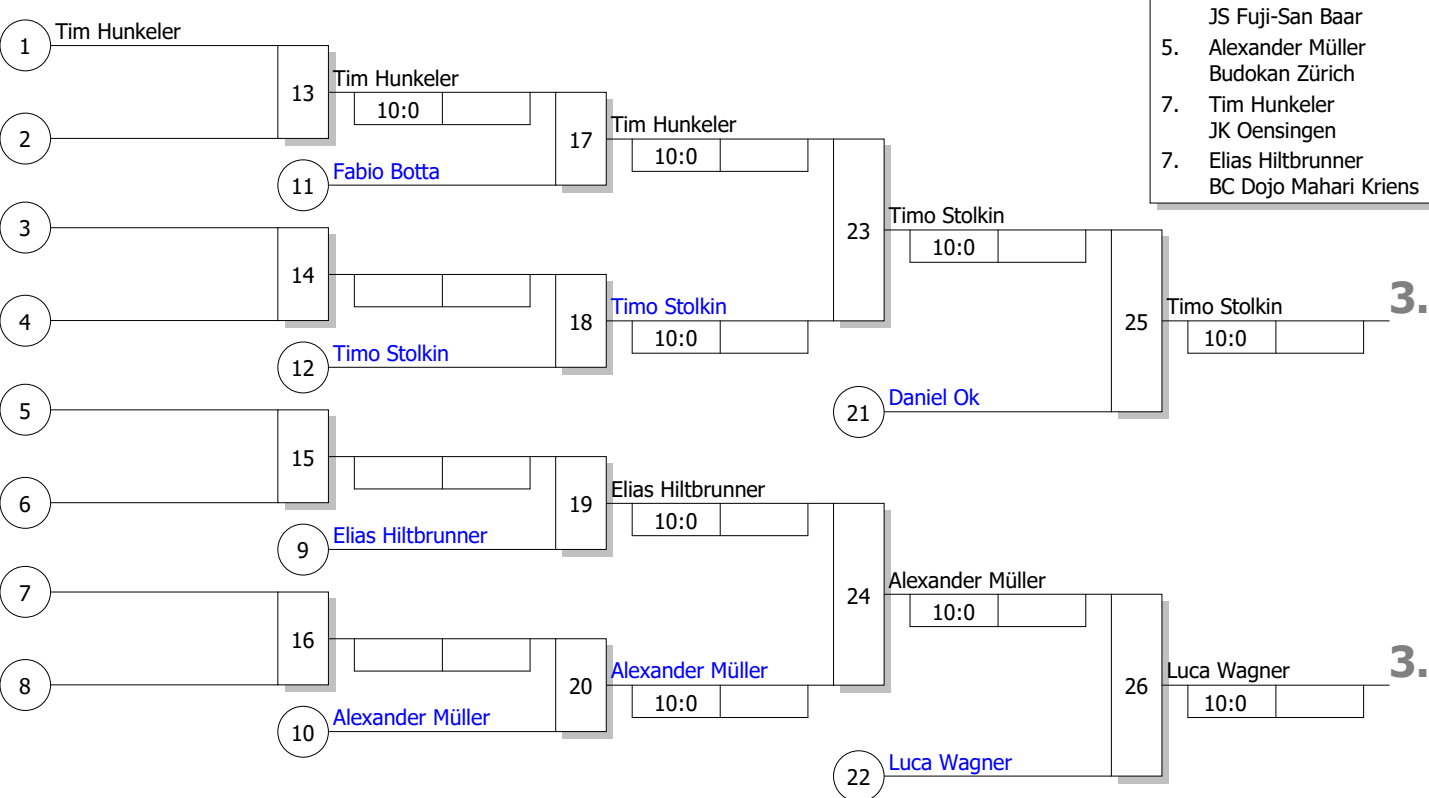 JS Fuji-San Baar
5. Alexander Müller
Budokan Zürich
7. Tim Hunkeler
JK Oensingen
7. Elias Hiltbrunner
BC Dojo Mahari Kriens
1 Tim Hunkeler
13 Tim Hunkeler
10:0
2
17 Tim Hunkeler
10:0
11 Fabio Botta
3
23 Timo Stolkin
10:0
14
4
18 Timo Stolkin
10:0
12 Timo Stolkin
25 Timo Stolkin 3.
10:0
5
21 Daniel Ok
15
6
19 Elias Hiltbrunner
10:0
9 Elias Hiltbrunner
7
24 Alexander Müller
10:0
16
8
20 Alexander Müller
10:0
10 Alexander Müller
26 Luca Wagner 3.
10:0
22 Luca Wagner